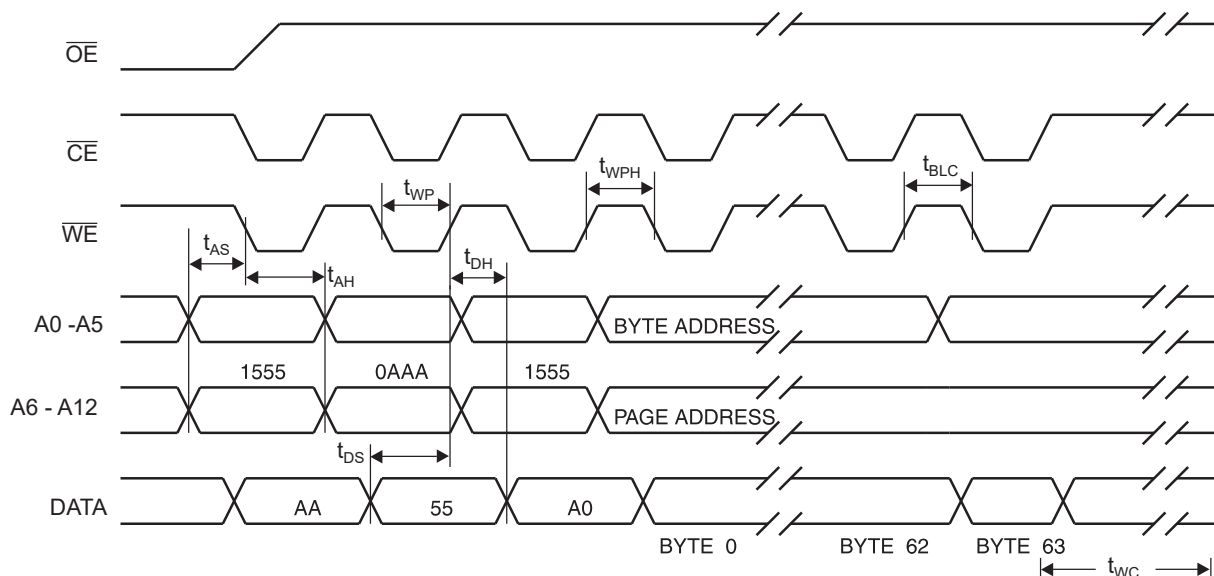 OE
CE
tWPH
tBLC
tWP
WE
tAS
tDH
tAH
A0 -A5
BYTE ADDRESS
1555 0AAA 1555
A6 - A12
PAGE ADDRESS
tDS
DATA
AA 55 A0
BYTE 0 BYTE 62 BYTE 63
tWC